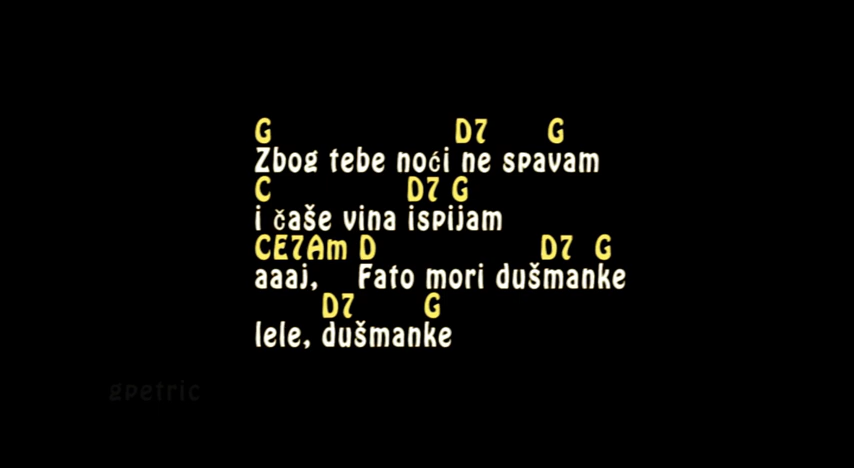 G D7 G
Zbog tebe noći ne spavam
C D7 G
i čaše vina ispijam
CE7Am D D7 G
aaaj, Fato mori dušmanke
D7 G
lele, dušmanke
gpetric